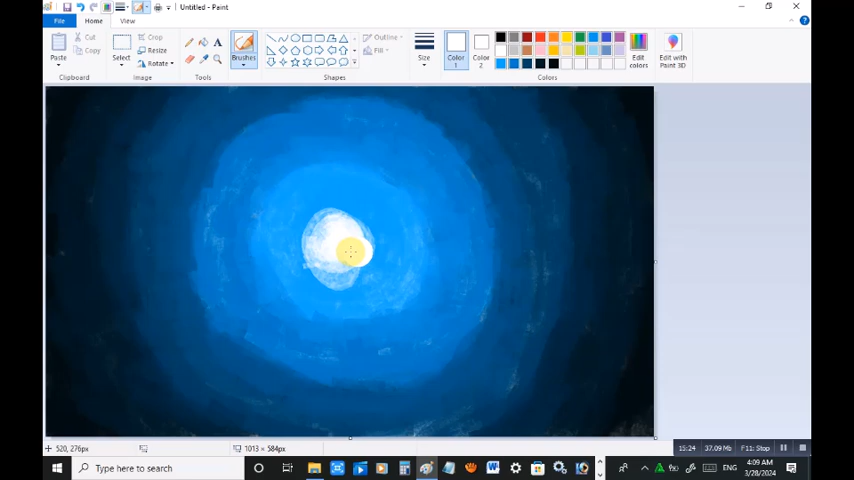 Untitled - Paint
File Home View
Paste Cut Copy Select Crop Resize Rotate Brushes Outline Fill Size Color 1 Color 2 Edit colors Edit with Paint 3D
Clipboard Image Tools Shapes Colors
520, 276px 1013 × 584px 15:24 37.09 Mb F11: Stop
Type here to search ENG 4:09 AM
3/28/2024